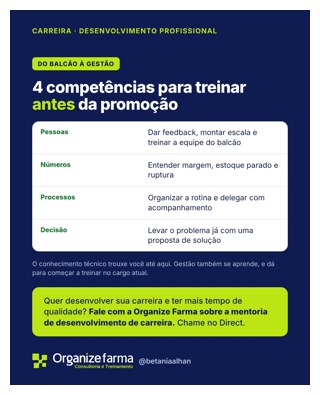 CARREIRA · DESENVOLVIMENTO PROFISSIONAL
DO BALCÃO À GESTÃO
4 competências para treinar
antes da promoção
Pessoas
Dar feedback, montar escala e
treinar a equipe do balcão
Números
Entender margem, estoque parado e
ruptura
Processos
Organizar a rotina e delegar com
acompanhamento
Decisão
Levar o problema já com uma
proposta de solução
O conhecimento técnico trouxe você até aqui. Gestão também se aprende, e dá
para começar a treinar no cargo atual.
Quer desenvolver sua carreira e ter mais tempo de
qualidade? Fale com a Organize Farma sobre a mentoria
de desenvolvimento de carreira. Chame no Direct.
Organizefarma
Consultoria e Treinamento
@betaniaalhan